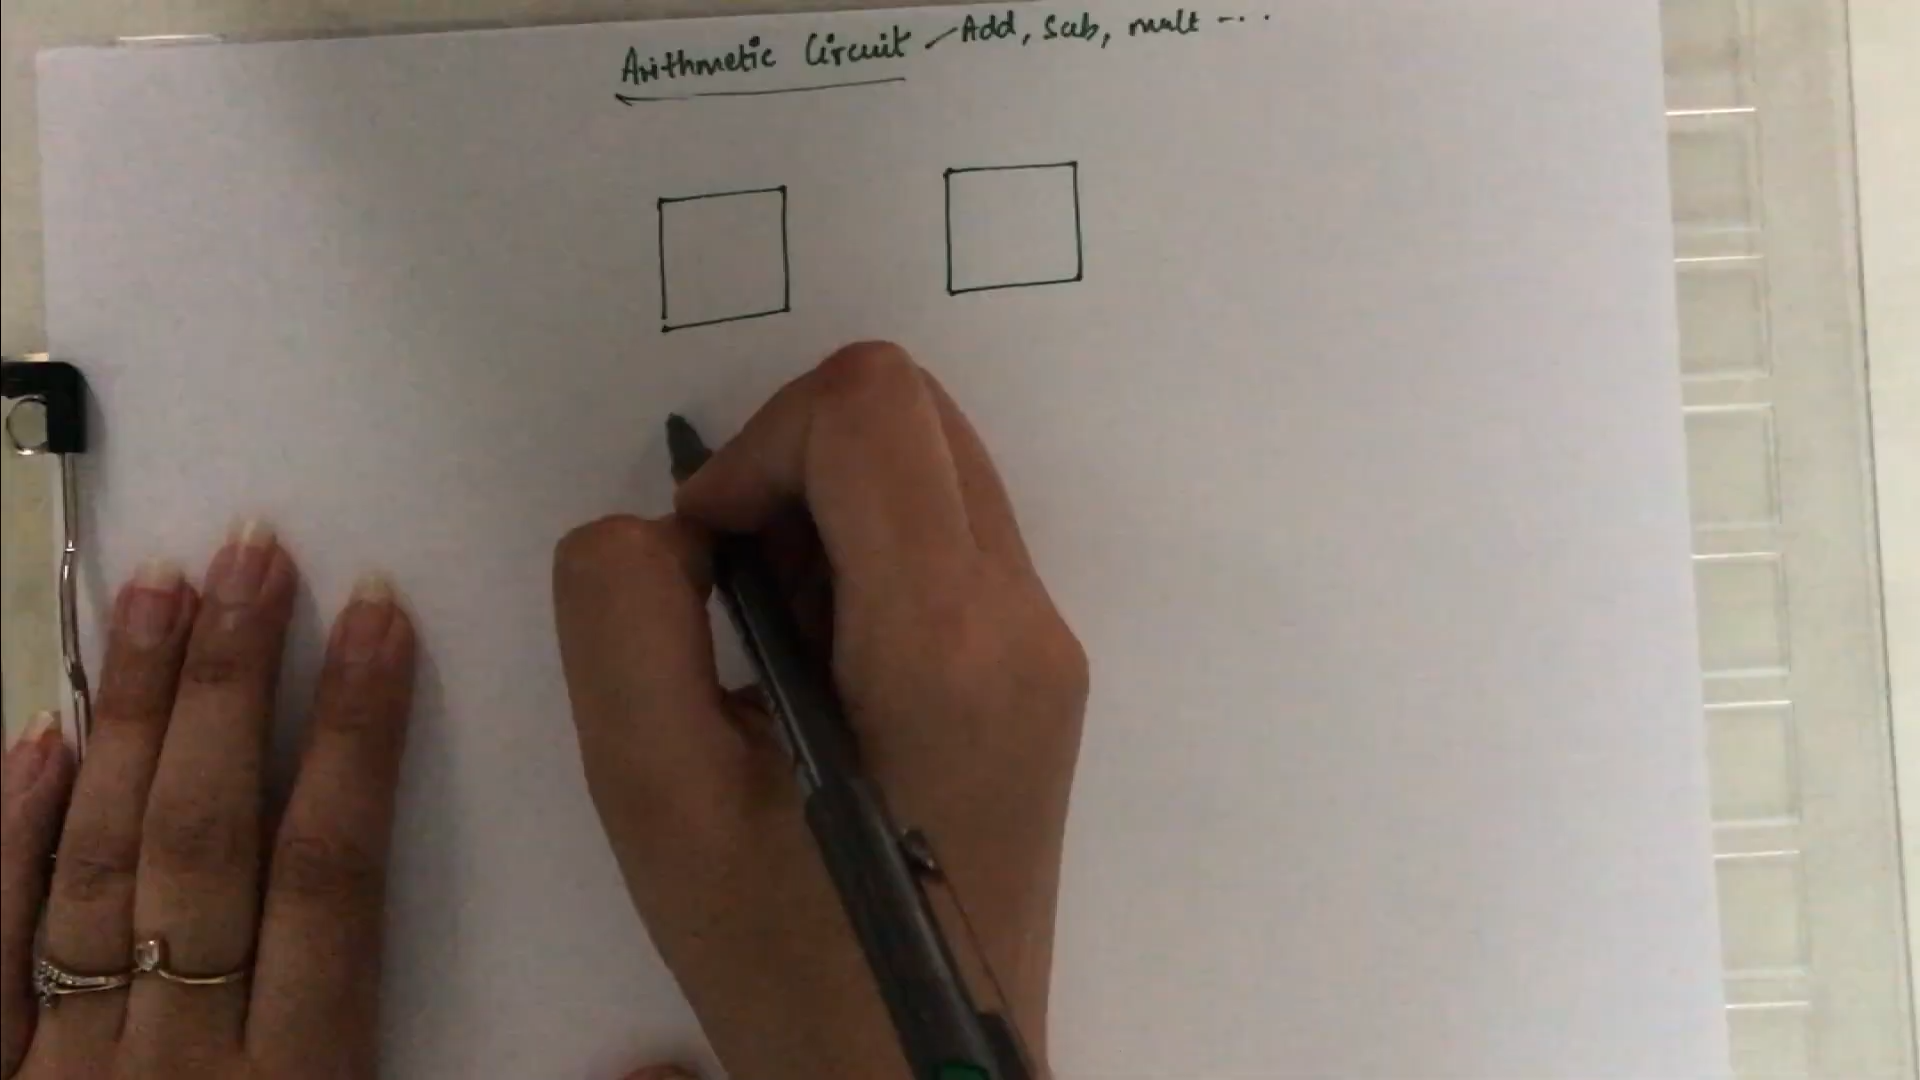 Arithmetic Circuit - Add, sub, mult - . .